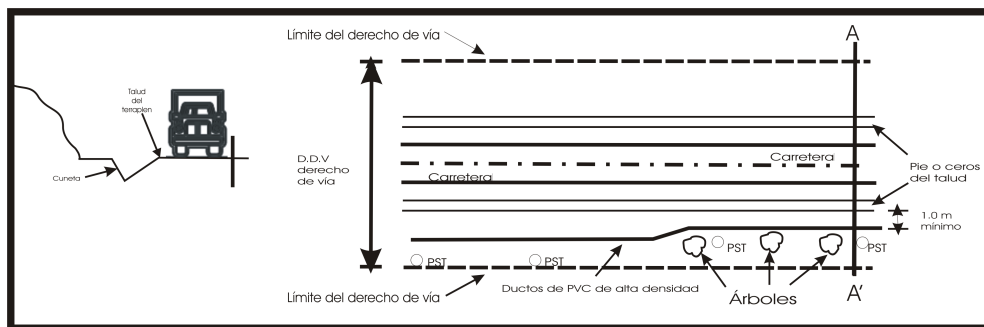 Límite del derecho de vía
A
Talud
del
terraplen
Cuneta
D.D.V
derecho
de vía
Carretera
Carretera
Pie o ceros
del talud
1.0 m
mínimo
PST
PST
PST
PST
Ductos de PVC de alta densidad
Límite del derecho de vía
Árboles
A'